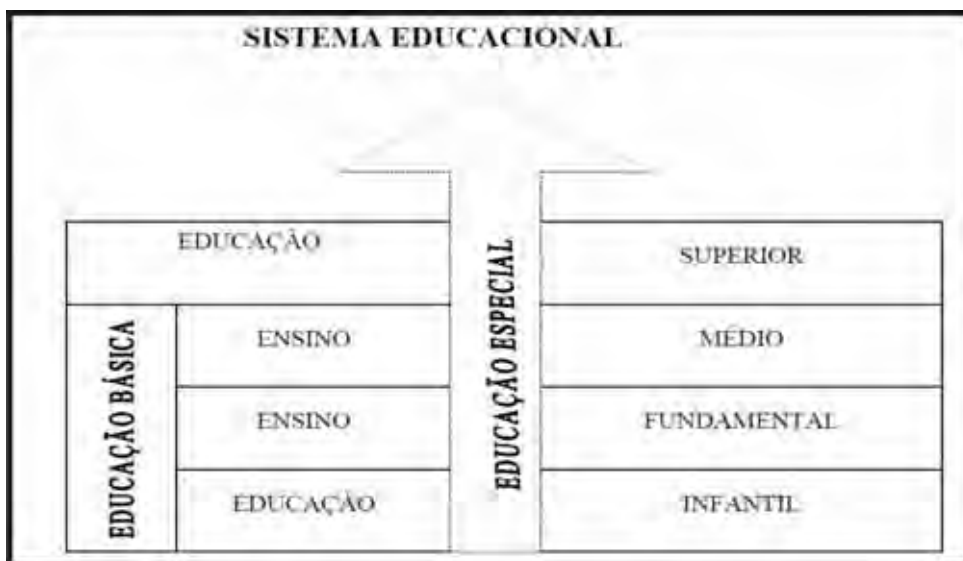 SISTEMA EDUCACIONAL
EDUCAÇÃO
SUPERIOR
EDUCAÇÃO BÁSICA
ENSINO
EDUCAÇÃO ESPECIAL
MÉDIO
ENSINO
FUNDAMENTAL
EDUCAÇÃO
INFANTIL